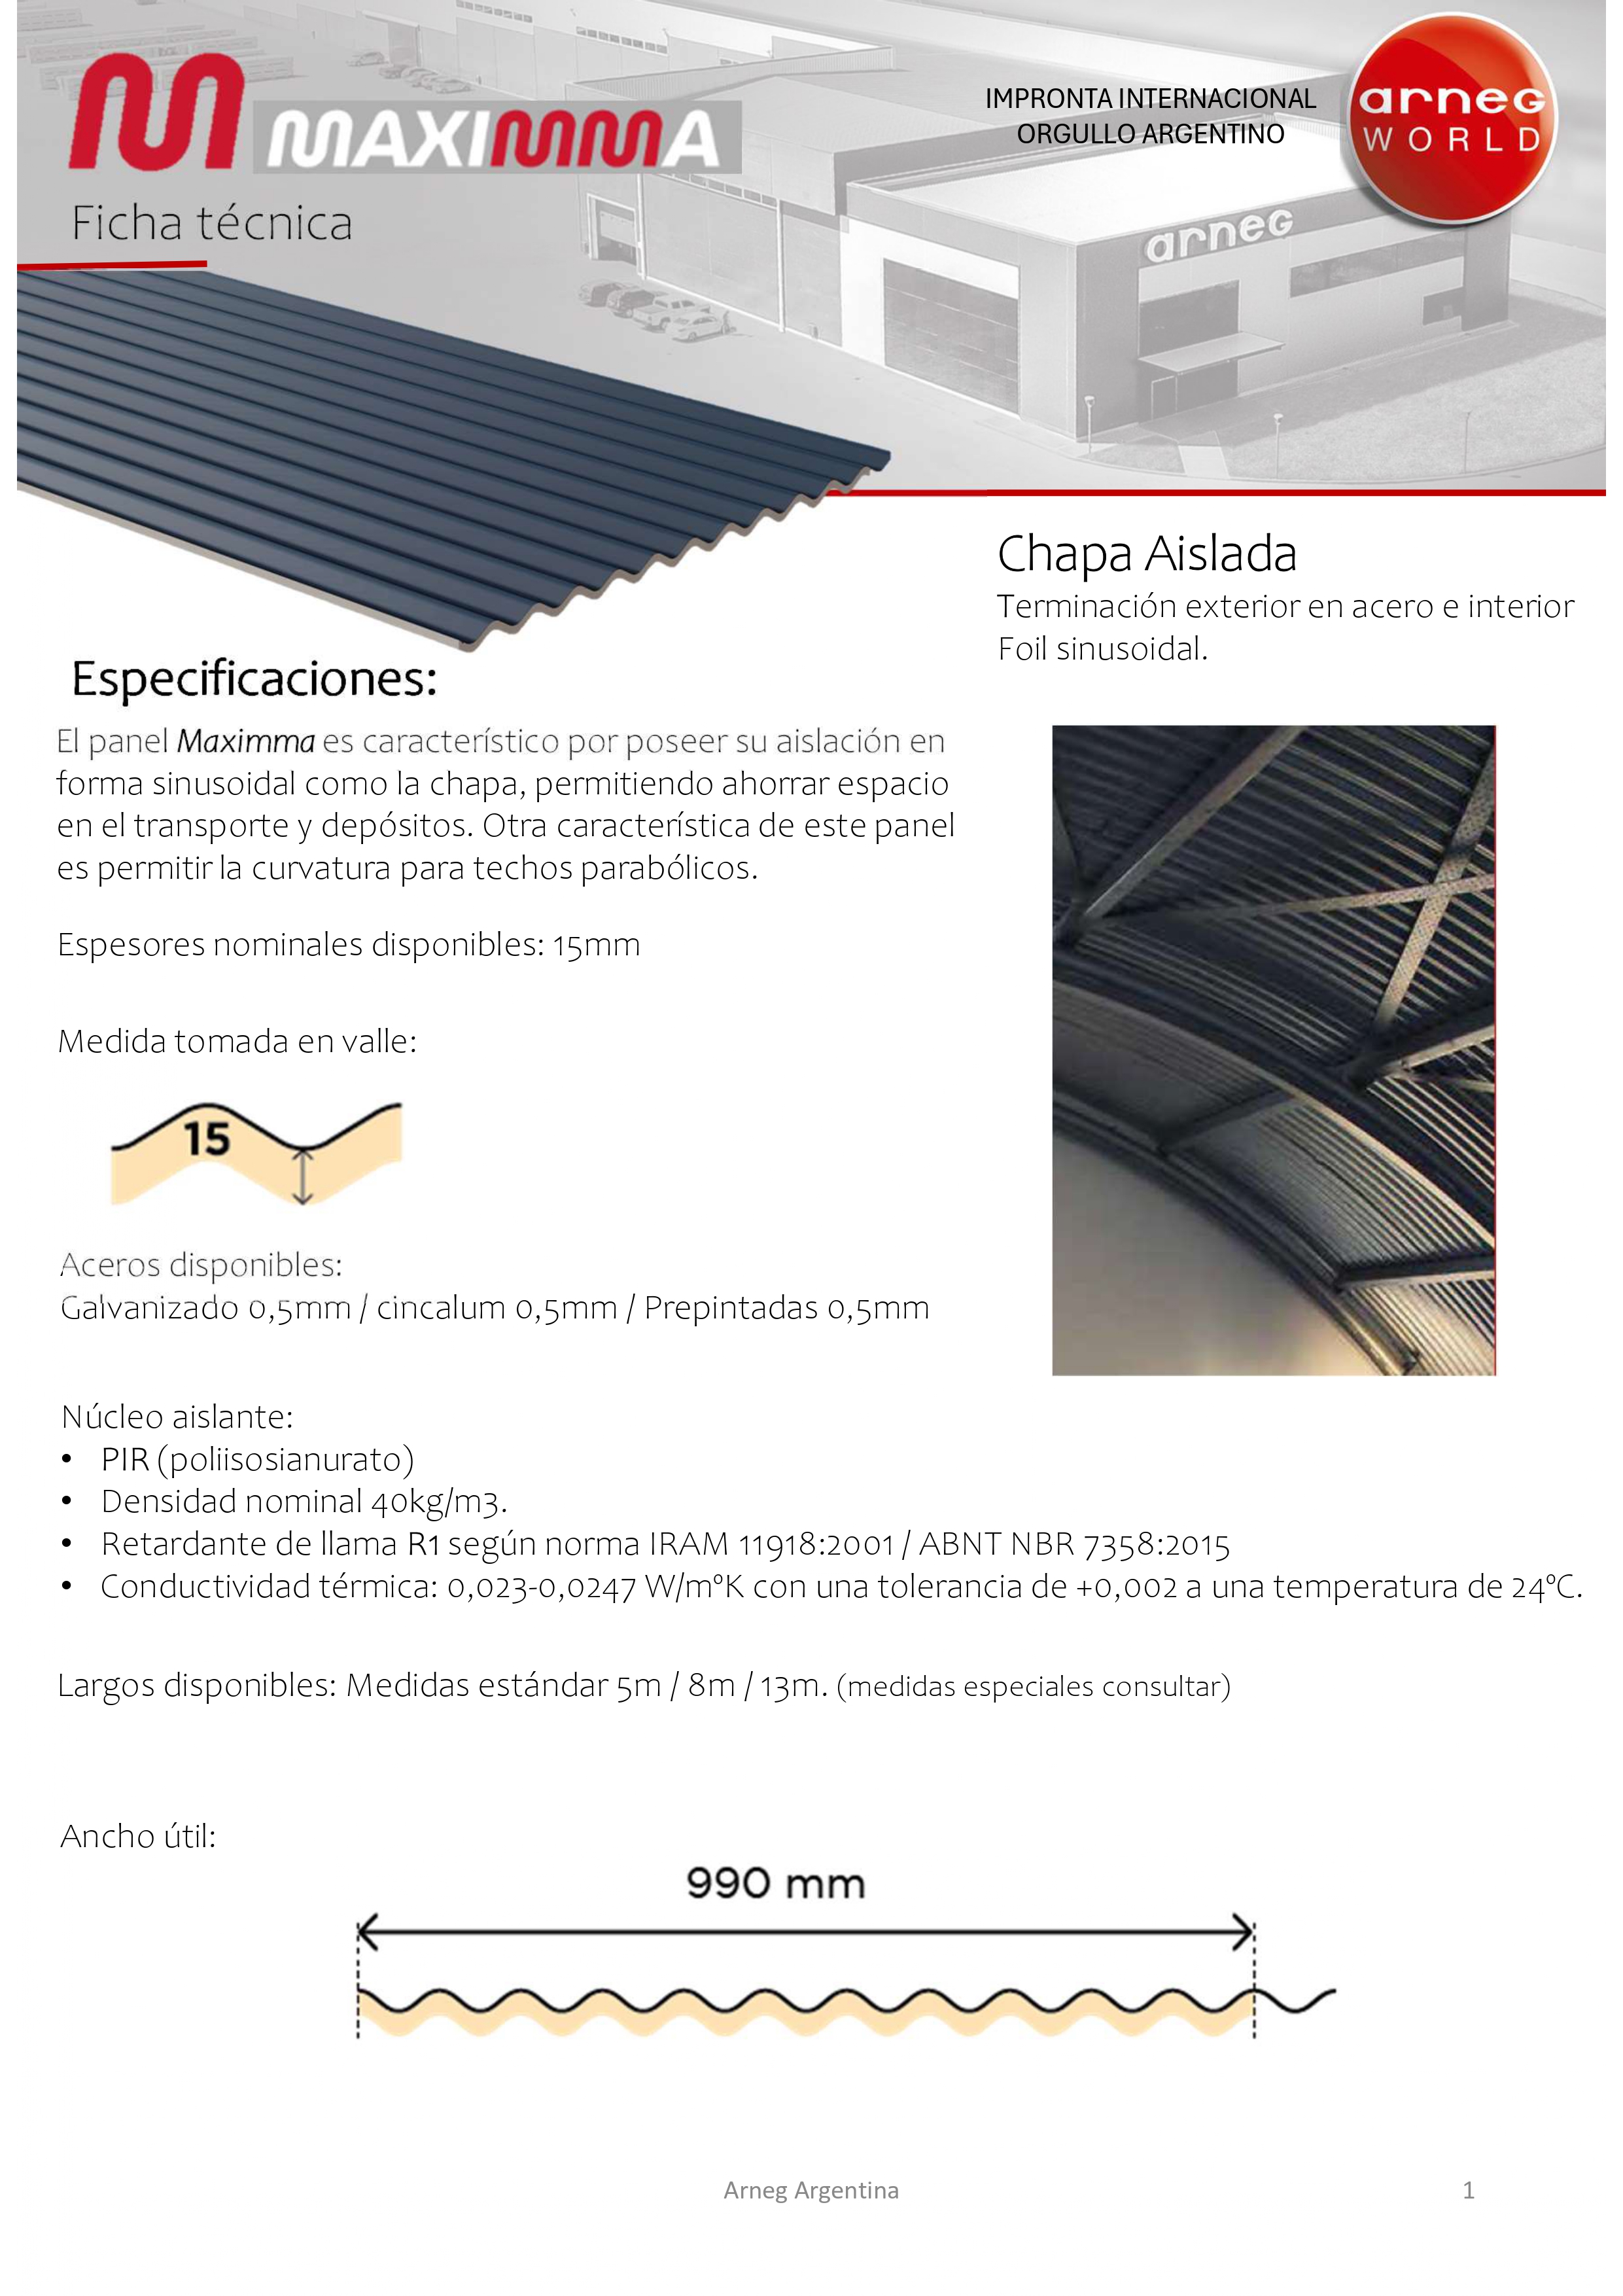 MAXIMMA
IMPRONTA INTERNACIONAL
ORGULLO ARGENTINO
arneg
WORLD
Ficha técnica
arneg
Chapa Aislada
Terminación exterior en acero e interior
Foil sinusoidal.
Especificaciones:
El panel Maximma es característico por poseer su aislación en
forma sinusoidal como la chapa, permitiendo ahorrar espacio
en el transporte y depósitos. Otra característica de este panel
es permitir la curvatura para techos parabólicos.
Espesores nominales disponibles: 15mm
Medida tomada en valle:
15
Aceros disponibles:
Galvanizado 0,5mm / cincalum 0,5mm / Prepintadas 0,5mm
Núcleo aislante:
• PIR (poliisosianurato)
• Densidad nominal 40kg/m3.
• Retardante de llama R1 según norma IRAM 11918:2001 / ABNT NBR 7358:2015
• Conductividad térmica: 0,023-0,0247 W/mºK con una tolerancia de +0,002 a una temperatura de 24ºC.
Largos disponibles: Medidas estándar 5m / 8m / 13m. (medidas especiales consultar)
Ancho útil:
990 mm
Arneg Argentina
1